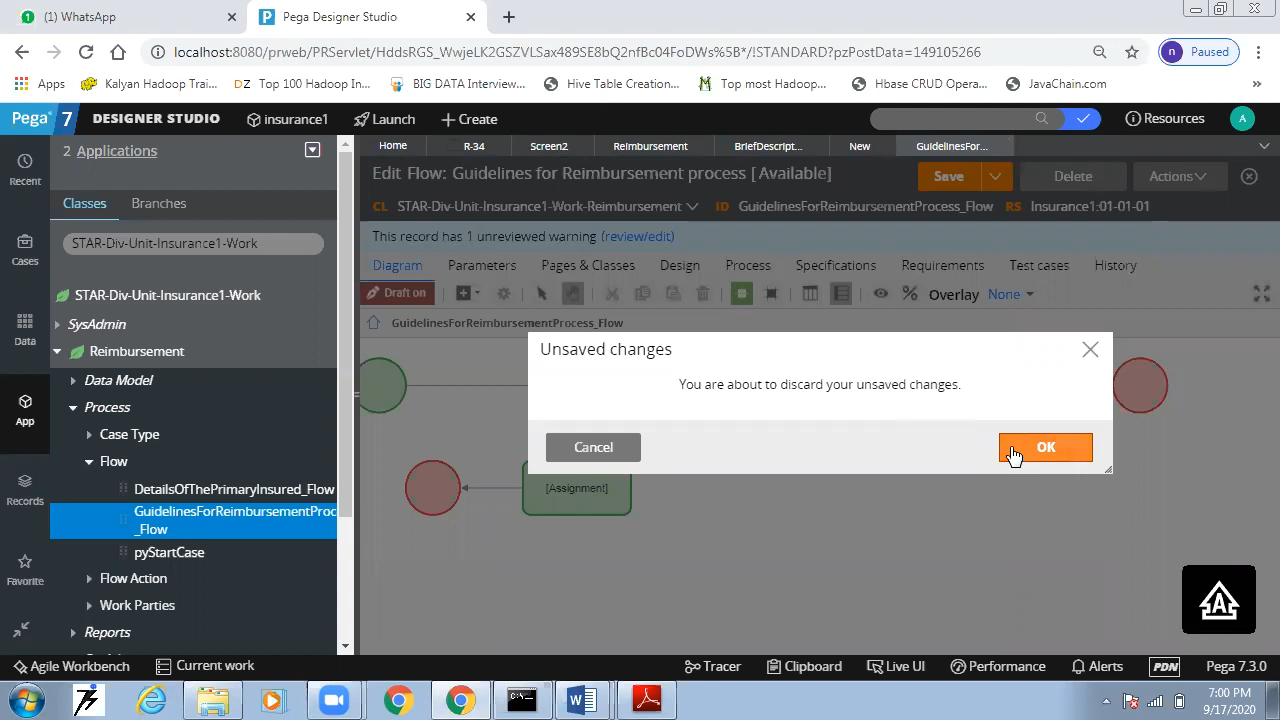 (1) WhatsApp
Pega Designer Studio
localhost:8080/prweb/PRServlet/HddsRGS_WwjeLK2GSZVLSax489SE8bQ2nfBc04FoDWs%5B*/!STANDARD?pzPostData=149105266
n Paused
Apps
Kalyan Hadoop Trai...
DZ Top 100 Hadoop In...
BIG DATA Interview...
Hive Table Creation...
Top most Hadoop...
Hbase CRUD Opera...
JavaChain.com
Pega 7 DESIGNER STUDIO
insurance1
Launch
Create
Resources
A
Recent
Cases
Data
App
Records
Favorite
2 Applications
Classes
Branches
STAR-Div-Unit-Insurance1-Work
STAR-Div-Unit-Insurance1-Work
SysAdmin
Reimbursement
Data Model
Process
Case Type
Flow
DetailsOfThePrimaryInsured_Flow
GuidelinesForReimbursementProc
_Flow
pyStartCase
Flow Action
Work Parties
Reports
Home
R-34
Screen2
Reimbursement
BriefDescript...
New
GuidelinesFor...
Edit Flow: Guidelines for Reimbursement process [Available]
Save
Delete
Actions
CL STAR-Div-Unit-Insurance1-Work-Reimbursement
ID GuidelinesForReimbursementProcess_Flow
RS Insurance1:01-01-01
This record has 1 unreviewed warning (review/edit)
Diagram
Parameters
Pages & Classes
Design
Process
Specifications
Requirements
Test cases
History
Draft on
Overlay None
GuidelinesForReimbursementProcess_Flow
Unsaved changes
You are about to discard your unsaved changes.
Cancel
OK
[Assignment]
A
Agile Workbench
Current work
Tracer
Clipboard
Live UI
Performance
Alerts
PDN
Pega 7.3.0
7:00 PM
9/17/2020